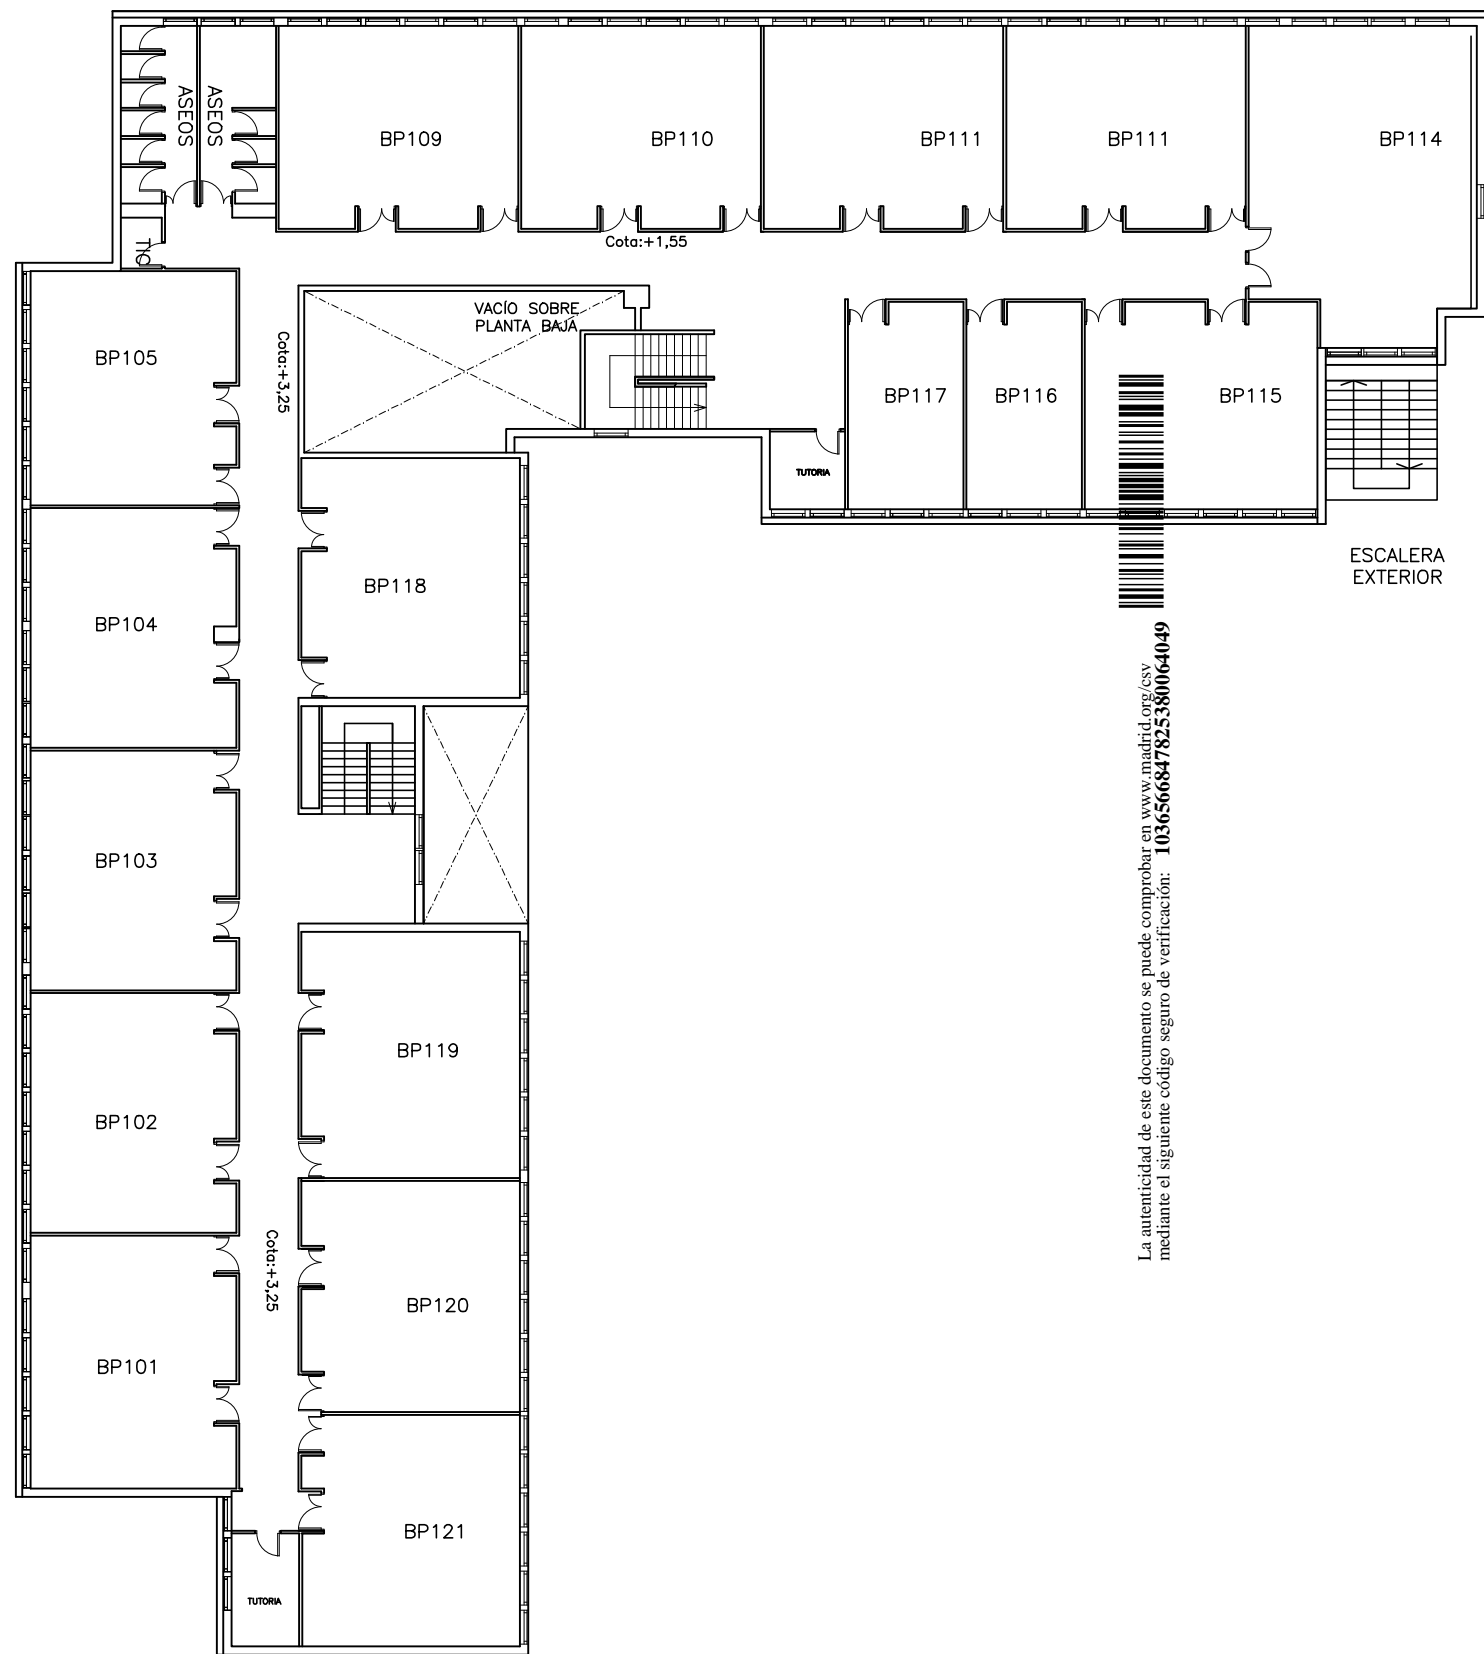 ASEOS
ASEOS
BP109
BP110
BP111
BP111
BP114
TIC
Cota:+1,55
VACÍO SOBRE
PLANTA BAJA
Cota:+3,25
BP105
BP117
BP116
BP115
TUTORIA
ESCALERA
EXTERIOR
BP118
BP104
BP103
BP119
BP102
Cota:+3,25
BP120
BP101
BP121
TUTORIA
La autenticidad de este documento se puede comprobar en www.madrid.org/csv
mediante el siguiente código seguro de verificación: 1036566847825380064049